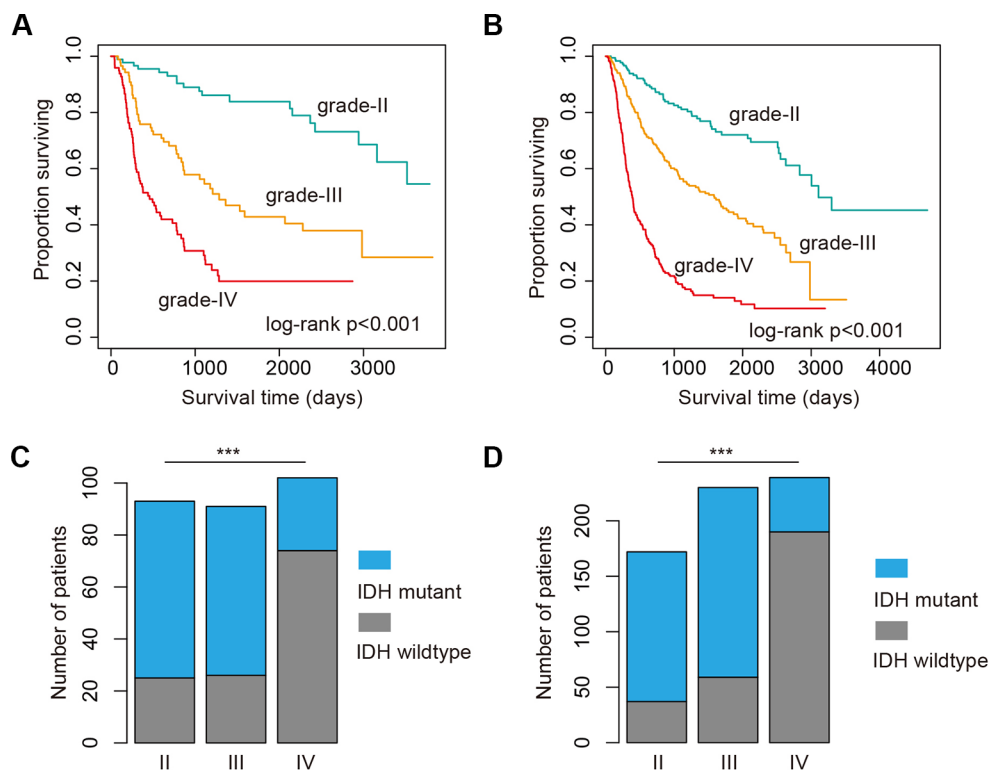 A
Proportion surviving
1.0
0.8
0.6
0.4
0.2
0.0
grade-II
grade-III
grade-IV
log-rank p<0.001
0 1000 2000 3000
Survival time (days)
B
Proportion surviving
1.0
0.8
0.6
0.4
0.2
0.0
grade-II
grade-III
grade-IV
log-rank p<0.001
0 1000 2000 3000 4000
Survival time (days)
C
Number of patients
100
80
60
40
20
0
***
IDH mutant
IDH wildtype
II III IV
D
Number of patients
200
150
100
50
0
***
IDH mutant
IDH wildtype
II III IV